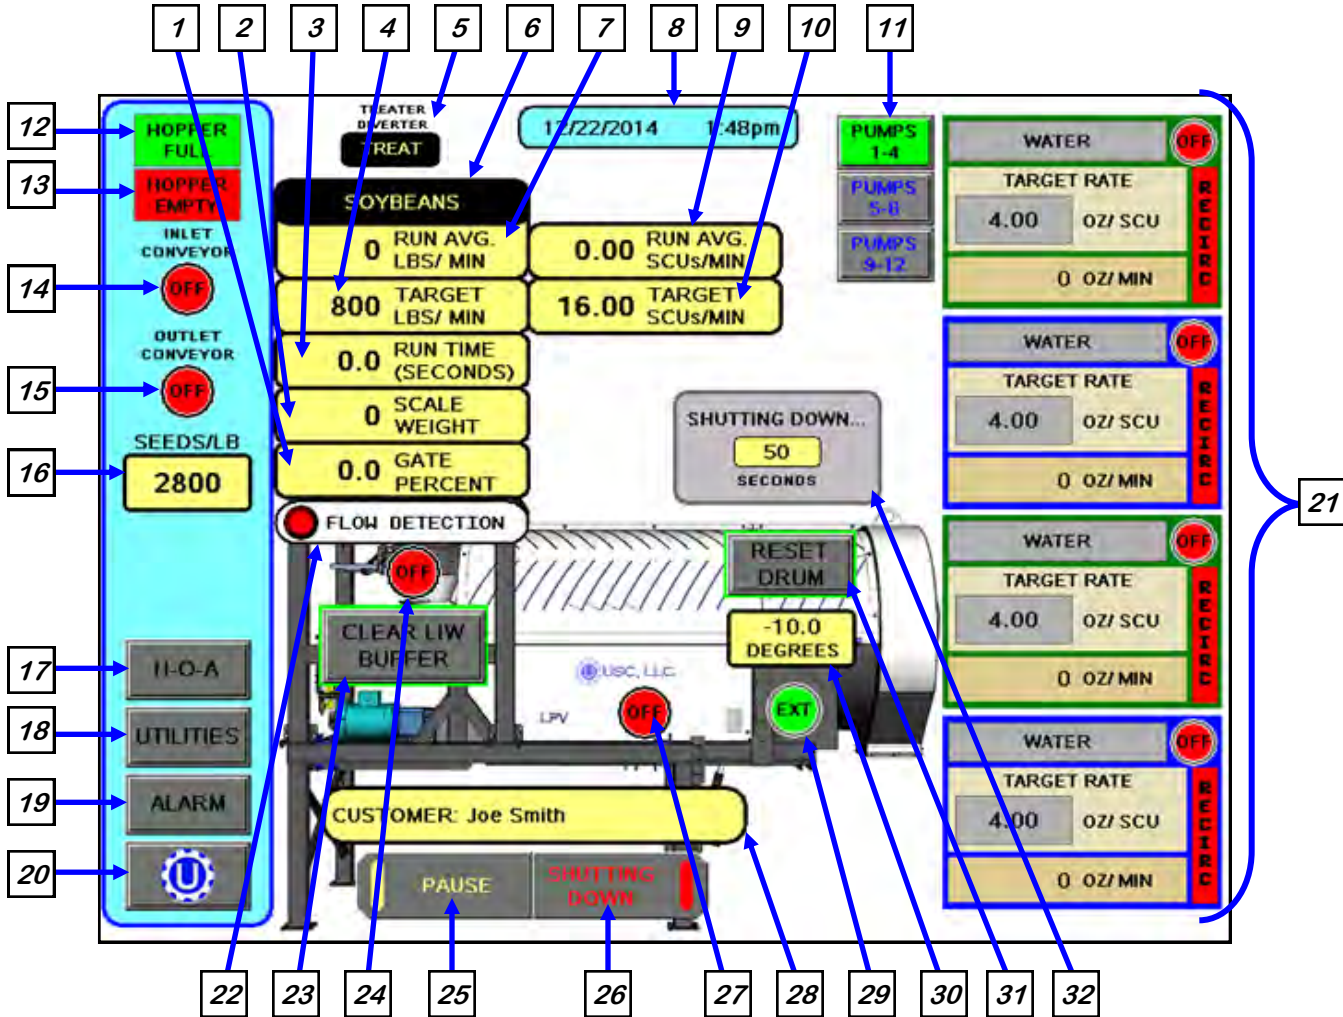 1 2 3 4 5 6 7 8 9 10 11
12
13
14
15
16
17
18
19
20
HOPPER
FULL
HOPPER
EMPTY
INLET
CONVEYOR
OFF
OUTLET
CONVEYOR
OFF
SEEDS/LB
2800
H-O-A
UTILITIES
ALARM
U
TREATER
DIVERTER
TREAT
12/22/2014 1:48pm
SOYBEANS
0 RUN AVG.
LBS/ MIN
0.00 RUN AVG.
SCUs/MIN
800 TARGET
LBS/ MIN
16.00 TARGET
SCUs/MIN
0.0 RUN TIME
(SECONDS)
0 SCALE
WEIGHT
0.0 GATE
PERCENT
FLOW DETECTION
OFF
CLEAR LIW
BUFFER
SHUTTING DOWN...
50
SECONDS
RESET
DRUM
-10.0
DEGREES
USC, LLC
LPV
OFF
EXT
CUSTOMER: Joe Smith
PAUSE
SHUTTING
DOWN
PUMPS
1-4
PUMPS
5-8
PUMPS
9-12
WATER OFF
TARGET RATE
4.00 OZ/ SCU
0 OZ/ MIN
RECIRC
WATER OFF
TARGET RATE
4.00 OZ/ SCU
0 OZ/ MIN
RECIRC
WATER OFF
TARGET RATE
4.00 OZ/ SCU
0 OZ/ MIN
RECIRC
WATER OFF
TARGET RATE
4.00 OZ/ SCU
0 OZ/ MIN
RECIRC
21
22 23 24 25 26 27 28 29 30 31 32